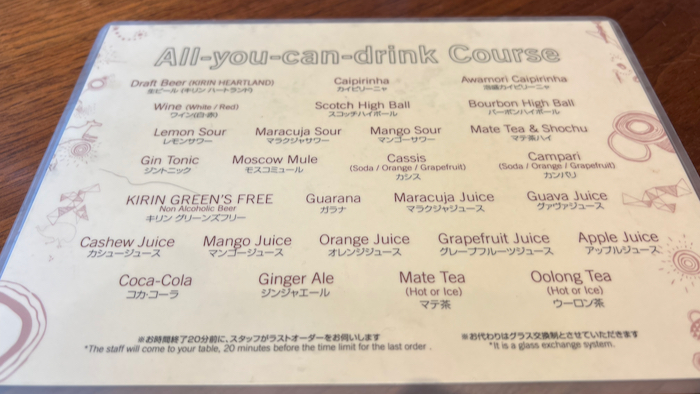 All-you-can-drink Course
Draft Beer (KIRIN HEARTLAND) Caipirinha Awamori Caipirinha
生ビール (キリン ハートランド) カイピリーニャ 泡盛カイピリーニャ
Wine (White / Red) Scotch High Ball Bourbon High Ball
ワイン(白・赤) スコッチハイボール バーボンハイボール
Lemon Sour Maracuja Sour Mango Sour Mate Tea & Shochu
レモンサワー マラクジャサワー マンゴーサワー マテ茶ハイ
Gin Tonic Moscow Mule Cassis Campari
ジントニック モスコミュール (Soda / Orange / Grapefruit) (Soda / Orange / Grapefruit)
カシス カンパリ
KIRIN GREEN'S FREE Guarana Maracuja Juice Guava Juice
Non Alcoholic Beer ガラナ マラクジャジュース グァヴァジュース
キリン グリーンズフリー
Cashew Juice Mango Juice Orange Juice Grapefruit Juice Apple Juice
カシュージュース マンゴージュース オレンジジュース グレープフルーツジュース アップルジュース
Coca-Cola Ginger Ale Mate Tea Oolong Tea
コカ・コーラ ジンジャエール (Hot or Ice) (Hot or Ice)
マテ茶 ウーロン茶
※お時間終了20分前に、スタッフがラストオーダーをお伺いします ※お代わりはグラス交換制とさせていただきます
*The staff will come to your table, 20 minutes before the time limit for the last order . *It is a glass exchange system.